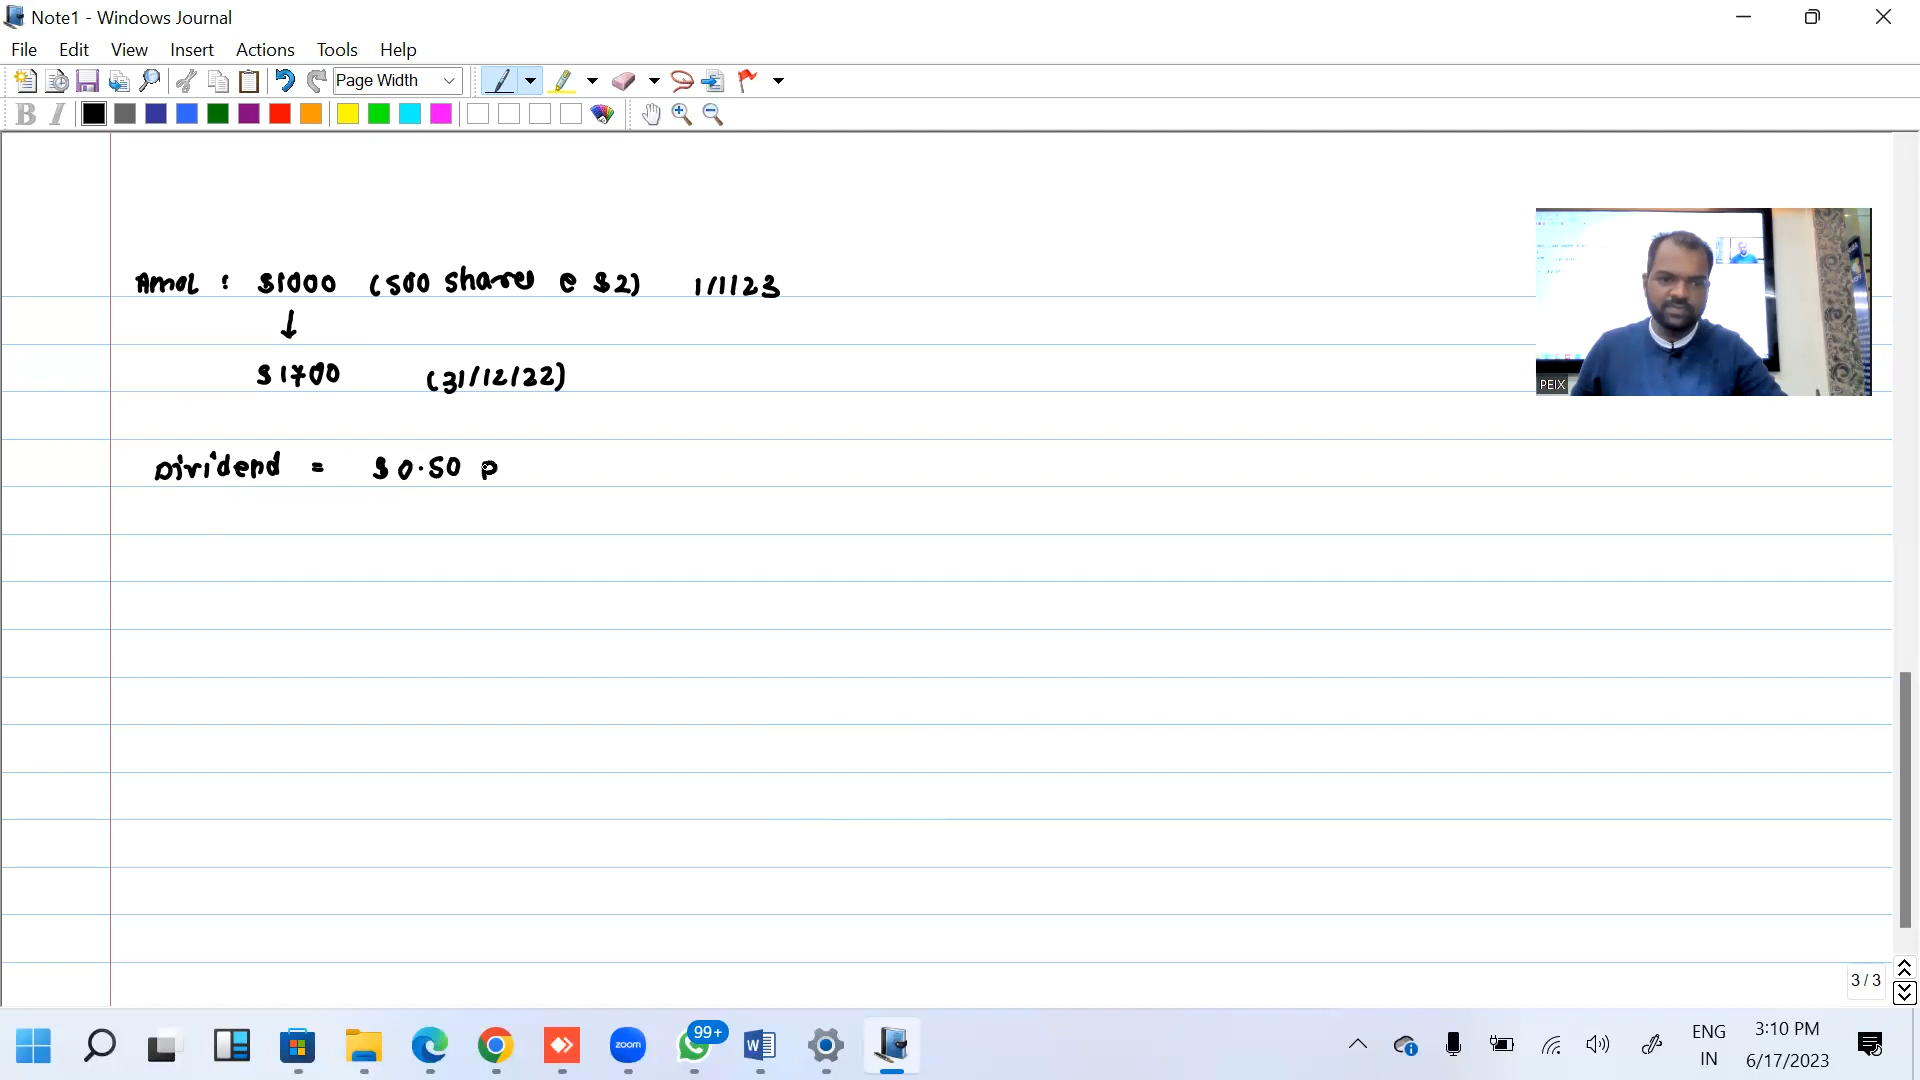 Note1 - Windows Journal
File Edit View Insert Actions Tools Help
Page Width
B I
Amol : $1000 (500 shares @ $2) 1/1/23
↓
$1700 (31/12/22)
Dividend = $0.50 P
PEIX
3 / 3
zoom
99+
ENG
IN
3:10 PM
6/17/2023